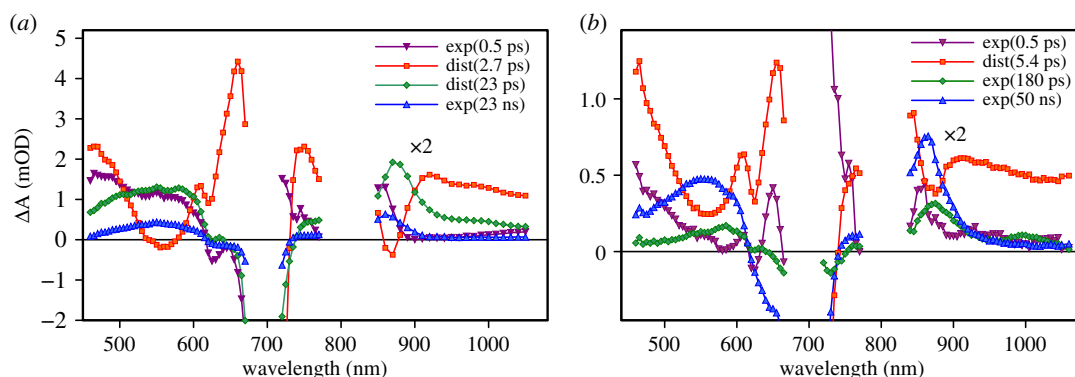 (a)
(b)
5
4
3
2
1
0
−1
−2
ΔA (mOD)
exp(0.5 ps)
dist(2.7 ps)
dist(23 ps)
exp(23 ns)
×2
500 600 700 800 900 1000
wavelength (nm)
1.0
0.5
0
exp(0.5 ps)
dist(5.4 ps)
exp(180 ps)
exp(50 ns)
×2
500 600 700 800 900 1000
wavelength (nm)